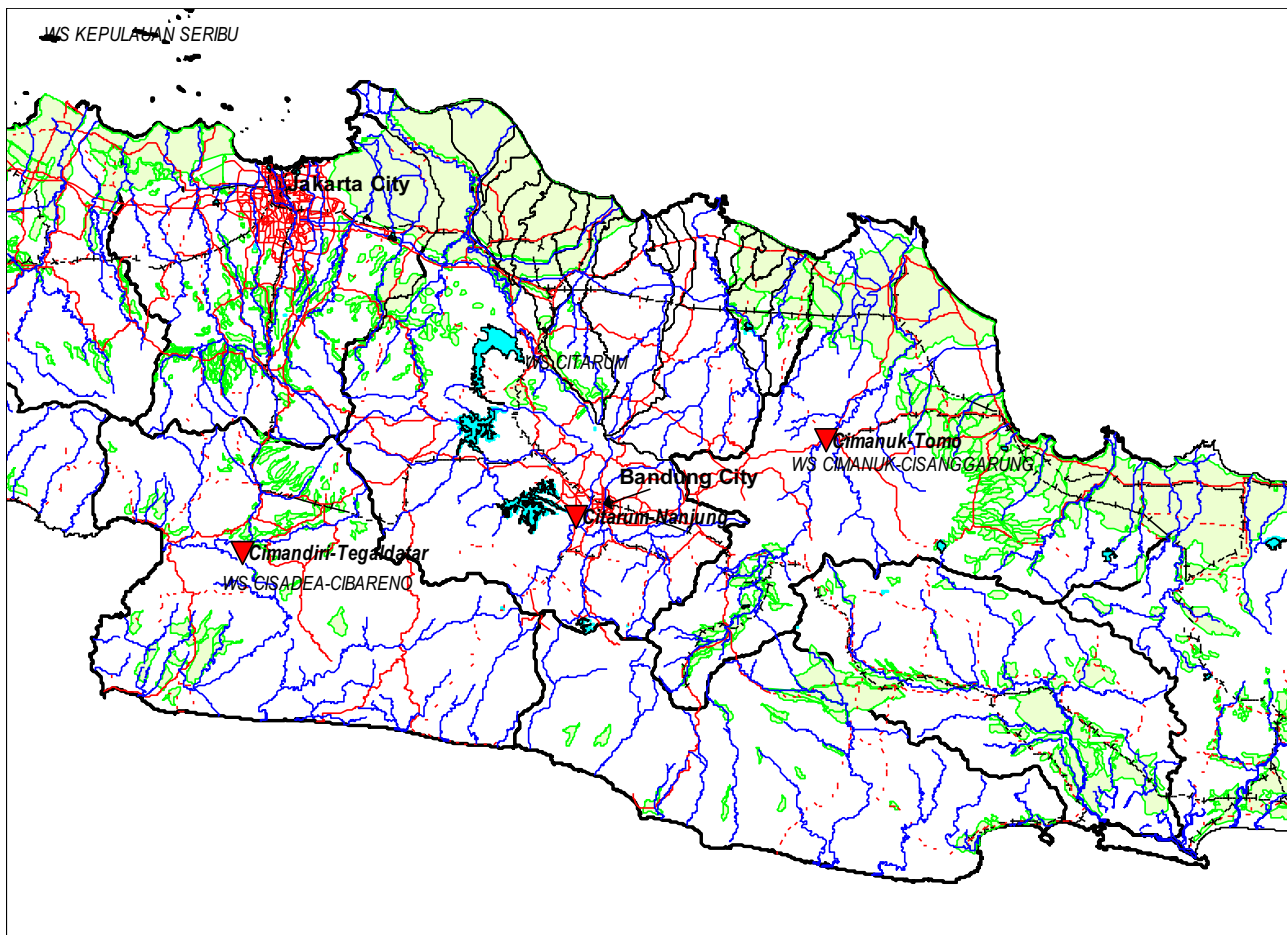 WS KEPULAUAN SERIBU
Jakarta City
WS CITARUM
Cimanuk-Tomo
WS CIMANUK-CISANGGARUNG
Bandung City
Citarum-Nanjung
Cimandiri-Tegaldatar
WS CISADEA-CIBARENO